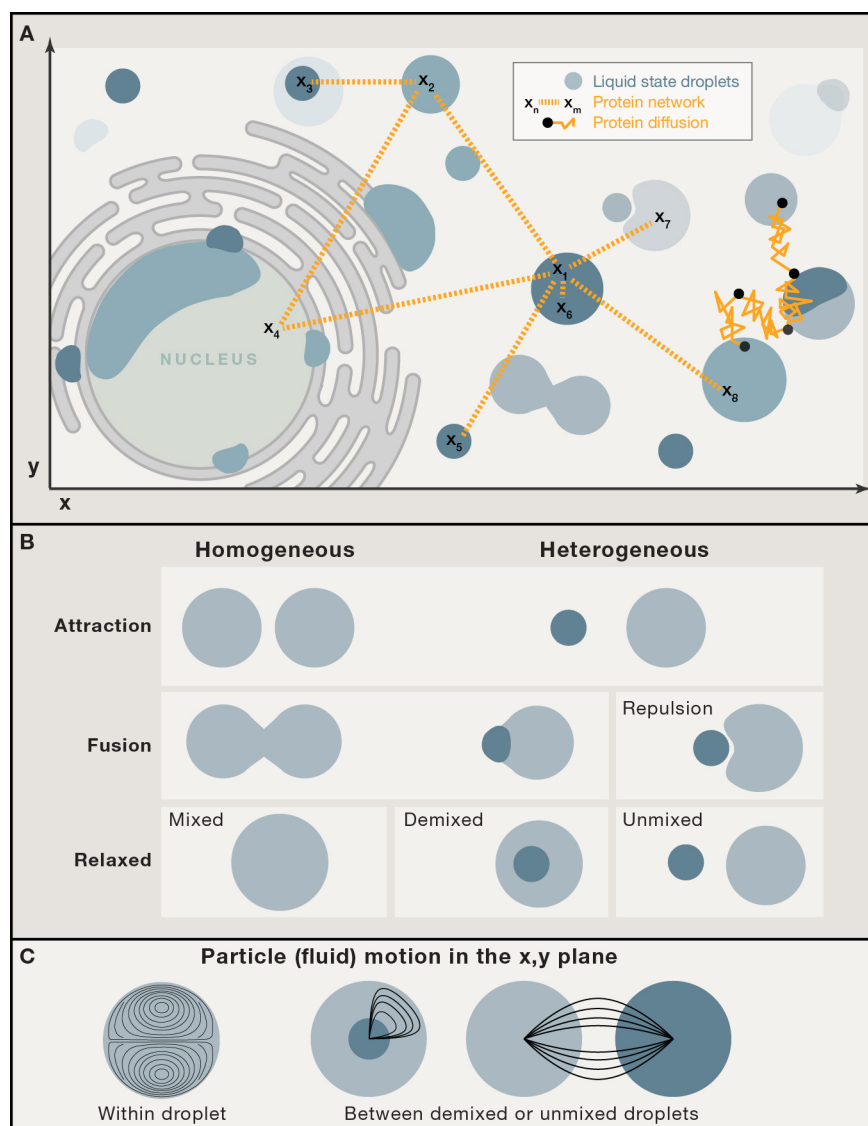 A
x3
x2
Liquid state droplets
xn xm Protein network
Protein diffusion
x7
x1
x6
x4
NUCLEUS
x8
x5
y
x
B
Homogeneous Heterogeneous
Attraction
Repulsion
Fusion
Mixed Demixed Unmixed
Relaxed
C
Particle (fluid) motion in the x,y plane
Within droplet Between demixed or unmixed droplets